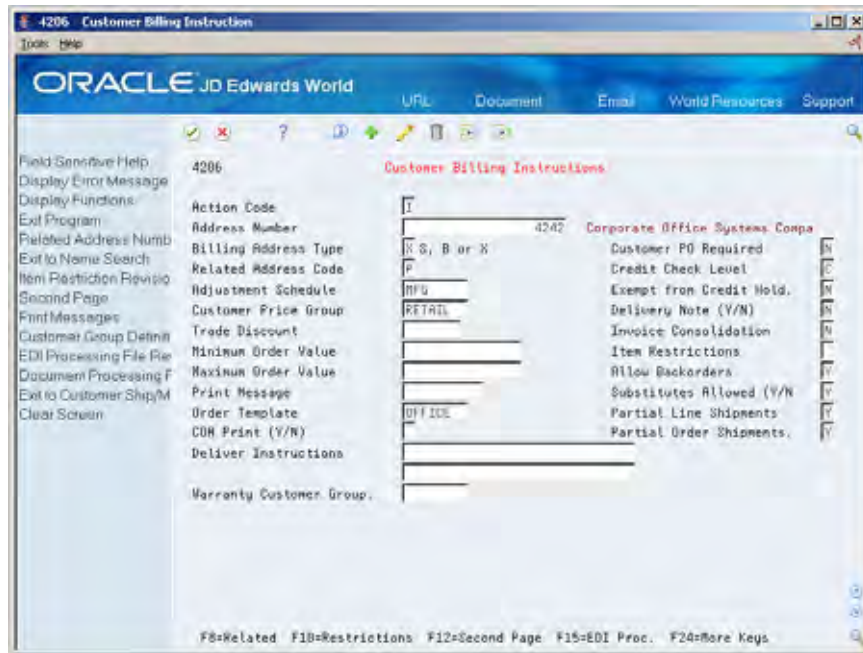 4206 Customer Billing Instruction
Tools Help
ORACLE JD Edwards World
URL Document Email World Resources Support
Field Sensitive Help
Display Error Message
Display Functions
Exit Program
Related Address Numb
Exit to Name Search
Item Restriction Revisio
Second Page
Print Messages
Customer Group Definit
EDI Processing File Re
Document Processing F
Exit to Customer Ship/M
Clear Screen
4206 Customer Billing Instructions
Action Code I
Address Number 4242 Corporate Office Systems Compa
Billing Address Type X S, B or X Customer PO Required N
Related Address Code P Credit Check Level C
Adjustment Schedule MFG Exempt from Credit Hold. N
Customer Price Group RETAIL Delivery Note (Y/N) N
Trade Discount Invoice Consolidation N
Minimum Order Value Item Restrictions
Maximum Order Value Allow Backorders Y
Print Message Substitutes Allowed (Y/N Y
Order Template OFFICE Partial Line Shipments Y
COA Print (Y/N) Partial Order Shipments. Y
Deliver Instructions
Warranty Customer Group.
F8=Related F10=Restrictions F12=Second Page F15=EDI Proc. F24=More Keys